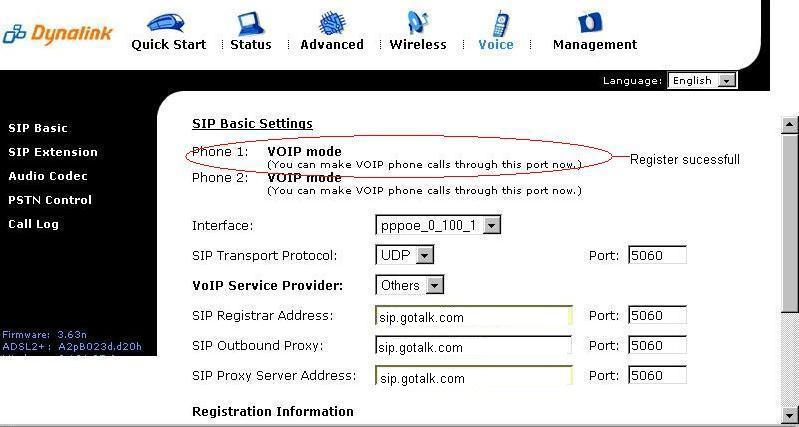 Dynalink
Quick Start Status Advanced Wireless Voice Management
Language: English
SIP Basic
SIP Extension
Audio Codec
PSTN Control
Call Log
Firmware: 3.63n
ADSL2+: A2pB023d.d20h
SIP Basic Settings
Phone 1: VOIP mode
(You can make VOIP phone calls through this port now.)
Register sucessfull
Phone 2: VOIP mode
(You can make VOIP phone calls through this port now.)
Interface: pppoe_0_100_1
SIP Transport Protocol: UDP Port: 5060
VoIP Service Provider: Others
SIP Registrar Address: sip.gotalk.com Port: 5060
SIP Outbound Proxy: sip.gotalk.com Port: 5060
SIP Proxy Server Address: sip.gotalk.com Port: 5060
Registration Information